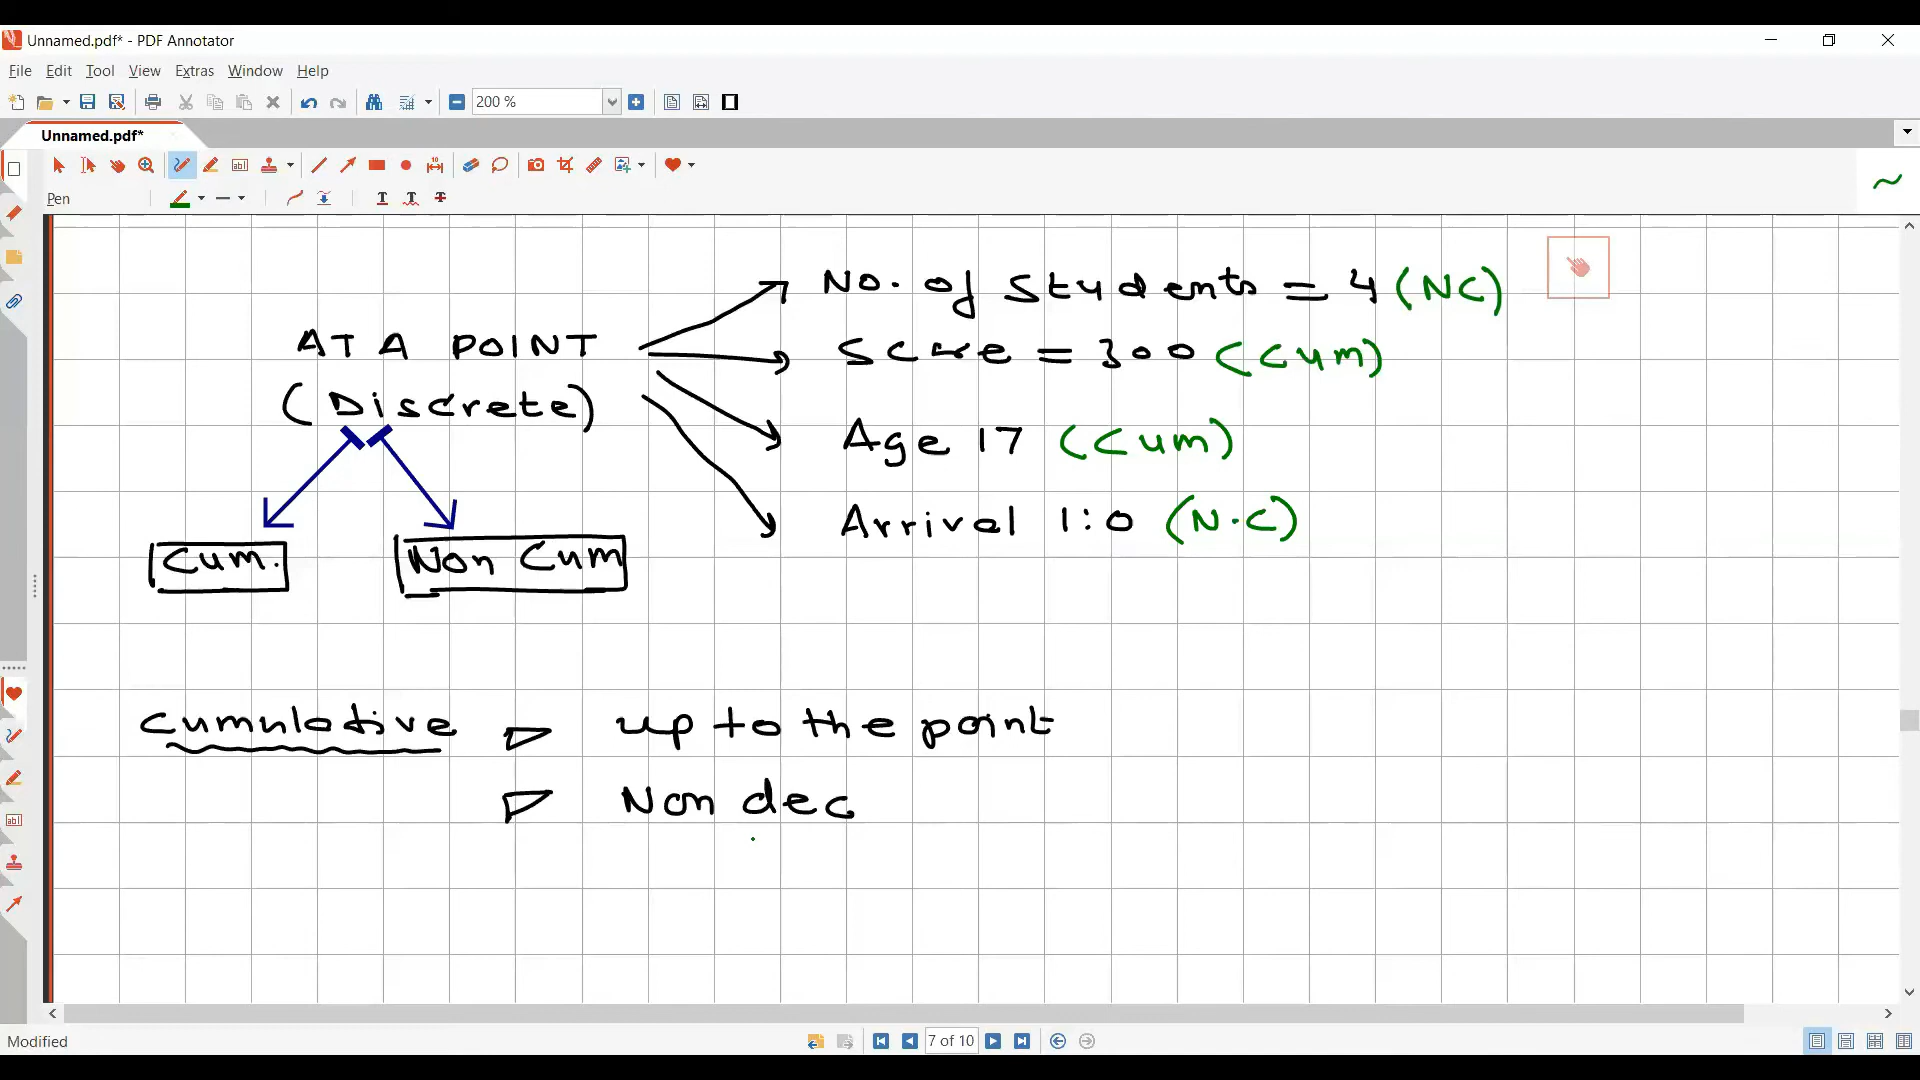 Unnamed.pdf* - PDF Annotator
File Edit Tool View Extras Window Help
200 %
Unnamed.pdf*
Pen
No. of Students = 4 (NC)
AT A POINT
Score = 300 (Cum)
(Discrete)
Age 17 (Cum)
Arrival 1:0 (N.C)
Cum.
Non Cum
Cumulative
up to the point
Non dec
Modified
7 of 10